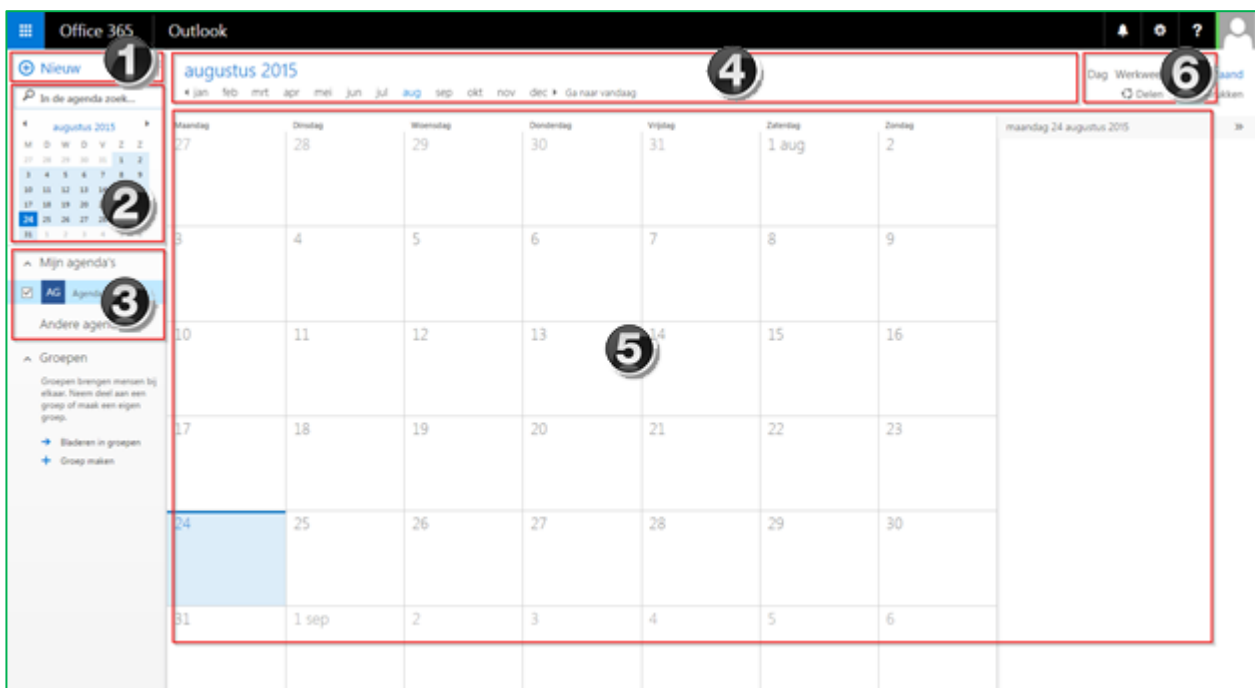 Office 365 Outlook ?
Nieuw 1
In de agenda zoek...
augustus 2015
M D W D V Z Z
27 28 29 30 31 1 2
3 4 5 6 7 8 9
10 11 12 13
17 18 19 20
24 25 26 27
31 1 2 3 4
2
Mijn agenda's
AG
3
Andere
Groepen
Groepen brengen mensen bij
elkaar. Neem deel aan een
groep of maak een eigen
groep.
Bladeren in groepen
Groep maken
augustus 2015
jan feb mrt apr mei jun jul aug sep okt nov dec Ga naar vandaag
4
Dag
Delen
6
Maandag Dinsdag Woensdag Donderdag Vrijdag Zaterdag Zondag
27 28 29 30 31 1 aug 2
3 4 5 6 7 8 9
10 11 12 13 14 15 16
5
17 18 19 20 21 22 23
24 25 26 27 28 29 30
31 1 sep 2 3 4 5 6
maandag 24 augustus 2015